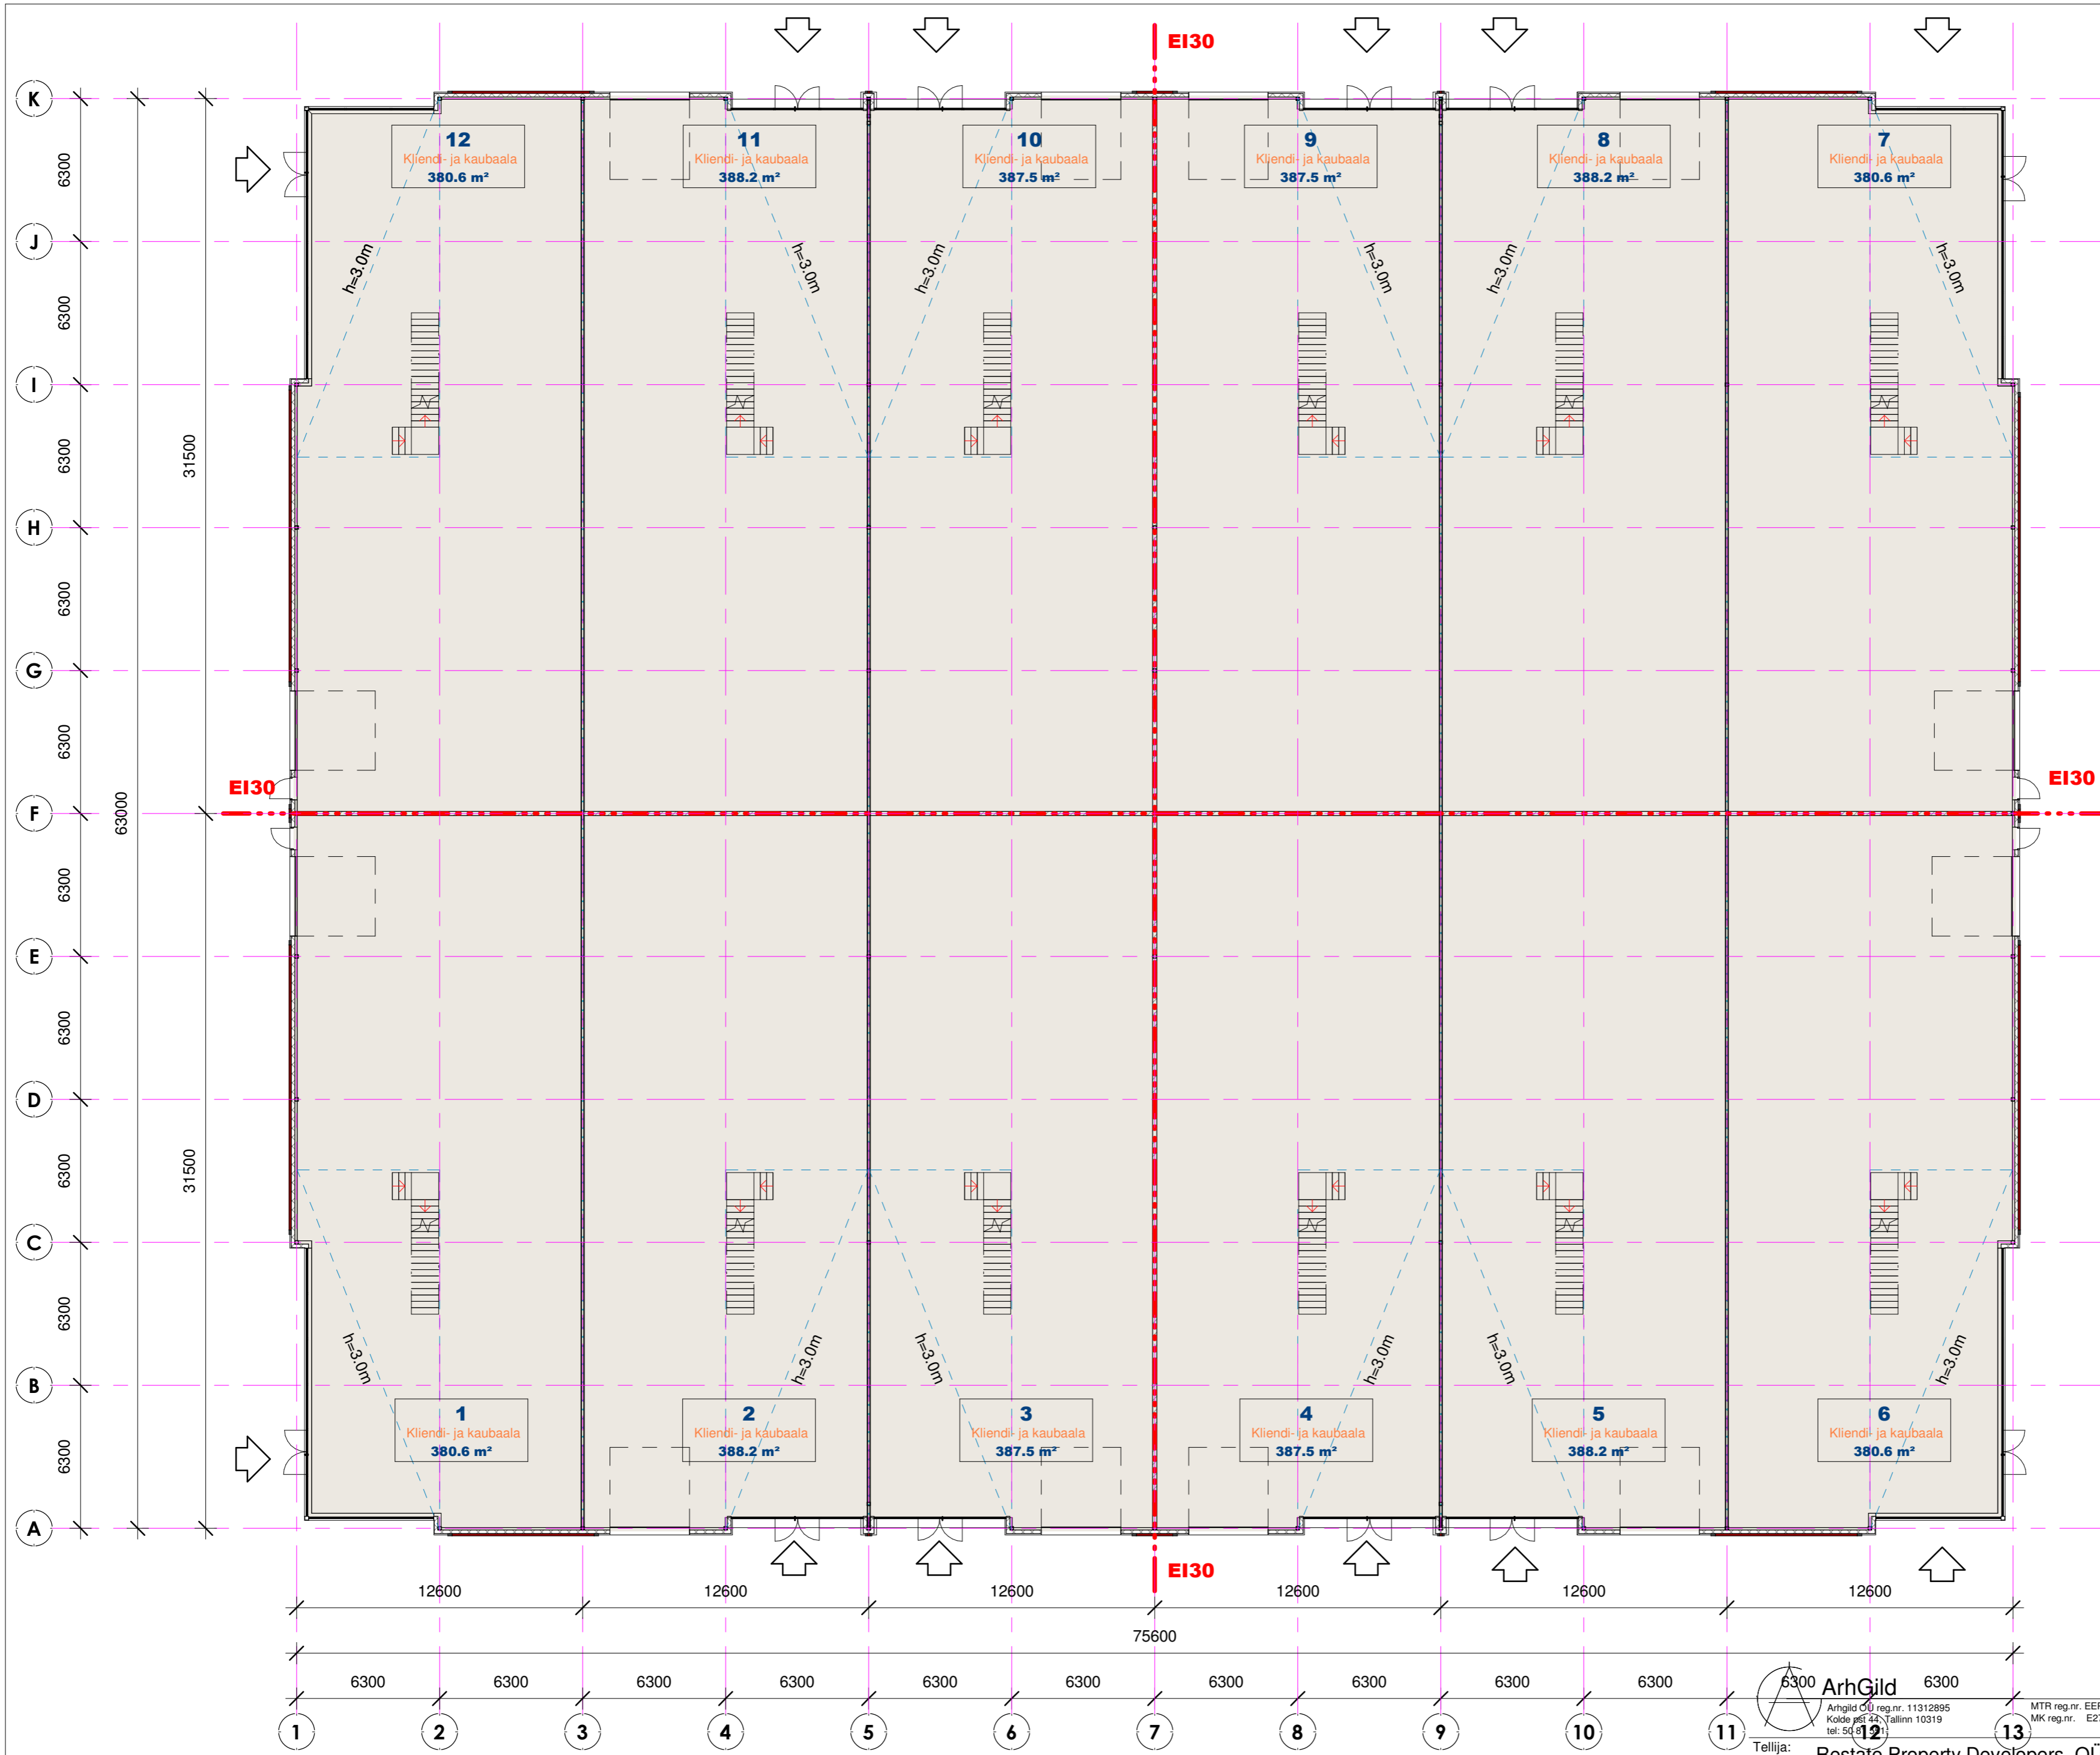 EI30
K
12
Kliendi- ja kaubaala
380.6 m²
11
Kliendi- ja kaubaala
388.2 m²
10
Kliendi- ja kaubaala
387.5 m²
9
Kliendi- ja kaubaala
387.5 m²
8
Kliendi- ja kaubaala
388.2 m²
7
Kliendi- ja kaubaala
380.6 m²
6300
J
h=3.0m
h=3.0m
h=3.0m
h=3.0m
h=3.0m
h=3.0m
6300
I
6300
31500
H
6300
G
6300
EI30
EI30
F
63000
6300
E
6300
D
6300
31500
C
6300
h=3.0m
h=3.0m
h=3.0m
h=3.0m
h=3.0m
h=3.0m
B
1
Kliendi- ja kaubaala
380.6 m²
2
Kliendi- ja kaubaala
388.2 m²
3
Kliendi- ja kaubaala
387.5 m²
4
Kliendi- ja kaubaala
387.5 m²
5
Kliendi- ja kaubaala
388.2 m²
6
Kliendi- ja kaubaala
380.6 m²
6300
A
EI30
12600 12600 12600 12600 12600 12600
75600
6300 6300 6300 6300 6300 6300 6300 6300 6300 6300 6300 6300
1 2 3 4 5 6 7 8 9 10 11 12 13
ArhGild
Arhgild OÜ reg.nr. 11312895
Kolde pst 44, Tallinn 10319
tel:
MTR reg.nr.
MK reg.nr.
Tellija: Restate Property Developers